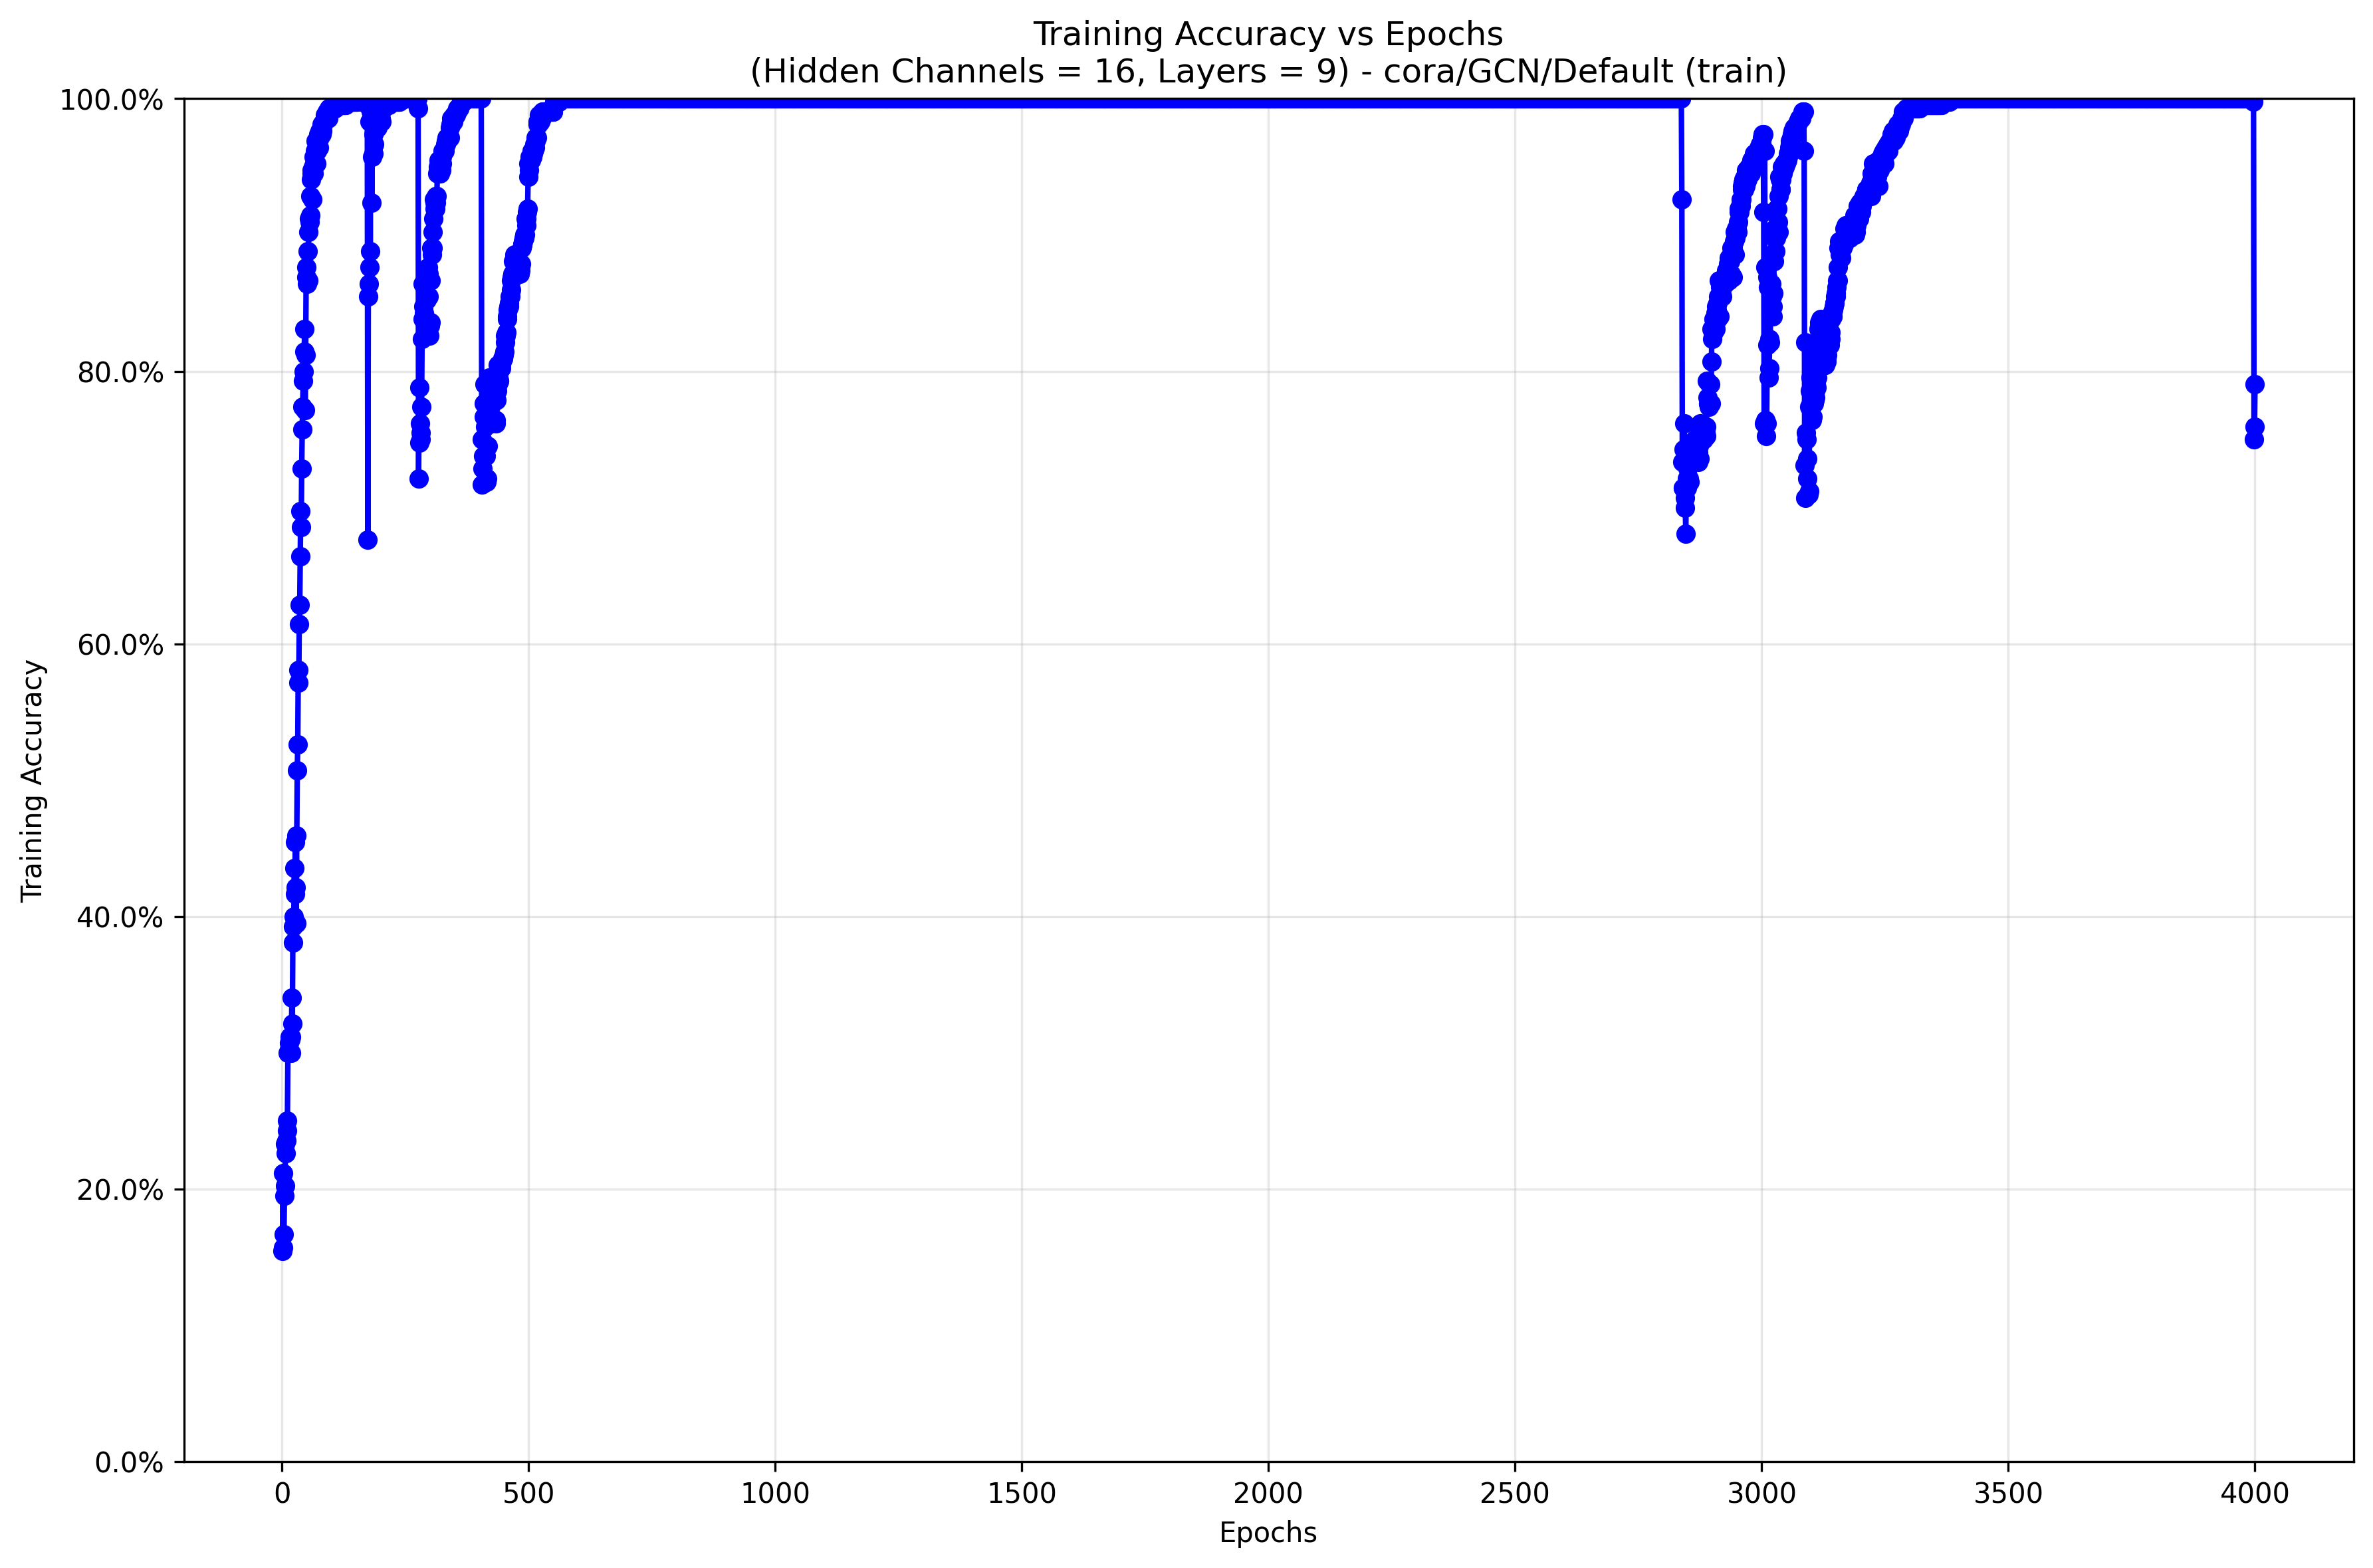 Training Accuracy vs Epochs
(Hidden Channels = 16, Layers = 9) - cora/GCN/Default (train)
100.0%
80.0%
60.0%
40.0%
20.0%
0.0%
Training Accuracy
0 500 1000 1500 2000 2500 3000 3500 4000
Epochs